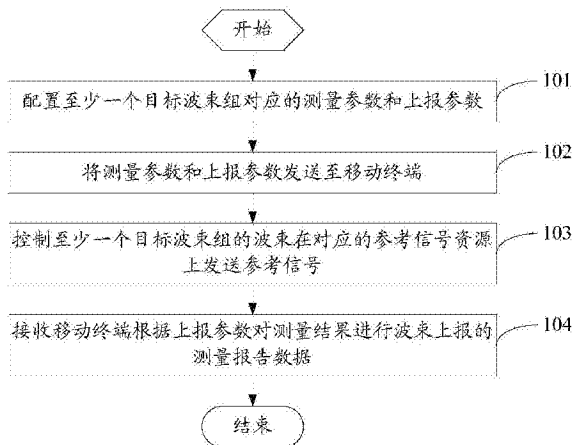 开始
配置至少一个目标波束组对应的测量参数和上报参数
101
将测量参数和上报参数发送至移动终端
102
控制至少一个目标波束组的波束在对应的参考信号资源
上发送参考信号
103
接收移动终端根据上报参数对测量结果进行波束上报的
测量报告数据
104
结束